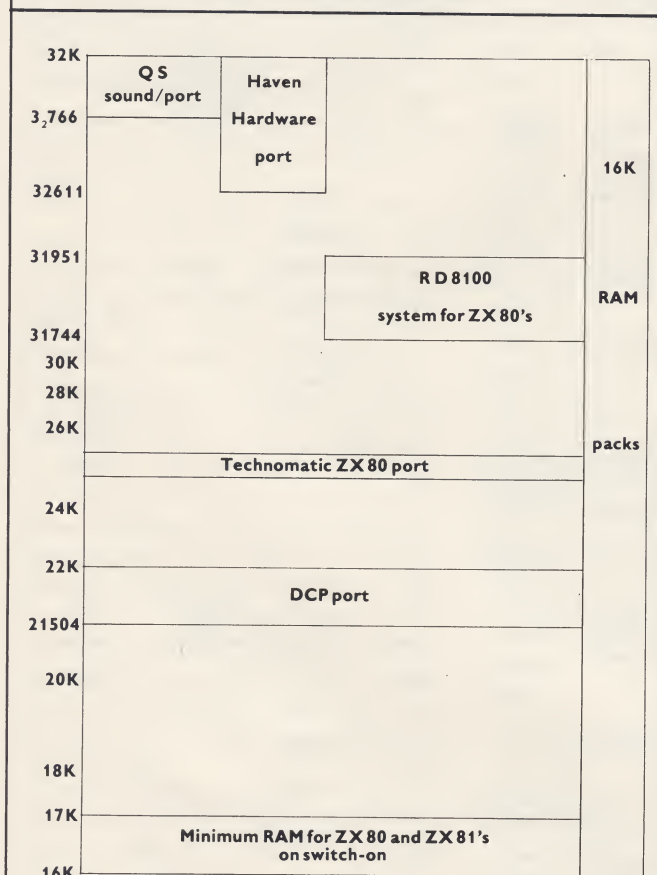 32K
QS
sound/port
Haven
Hardware
port
3₂766
16K
32611
31951
RD8100
system for ZX 80's
RAM
31744
30K
28K
26K
packs
Technomatic ZX 80 port
24K
22K
DCP port
21504
20K
18K
17K
Minimum RAM for ZX 80 and ZX 81's
on switch-on
16K